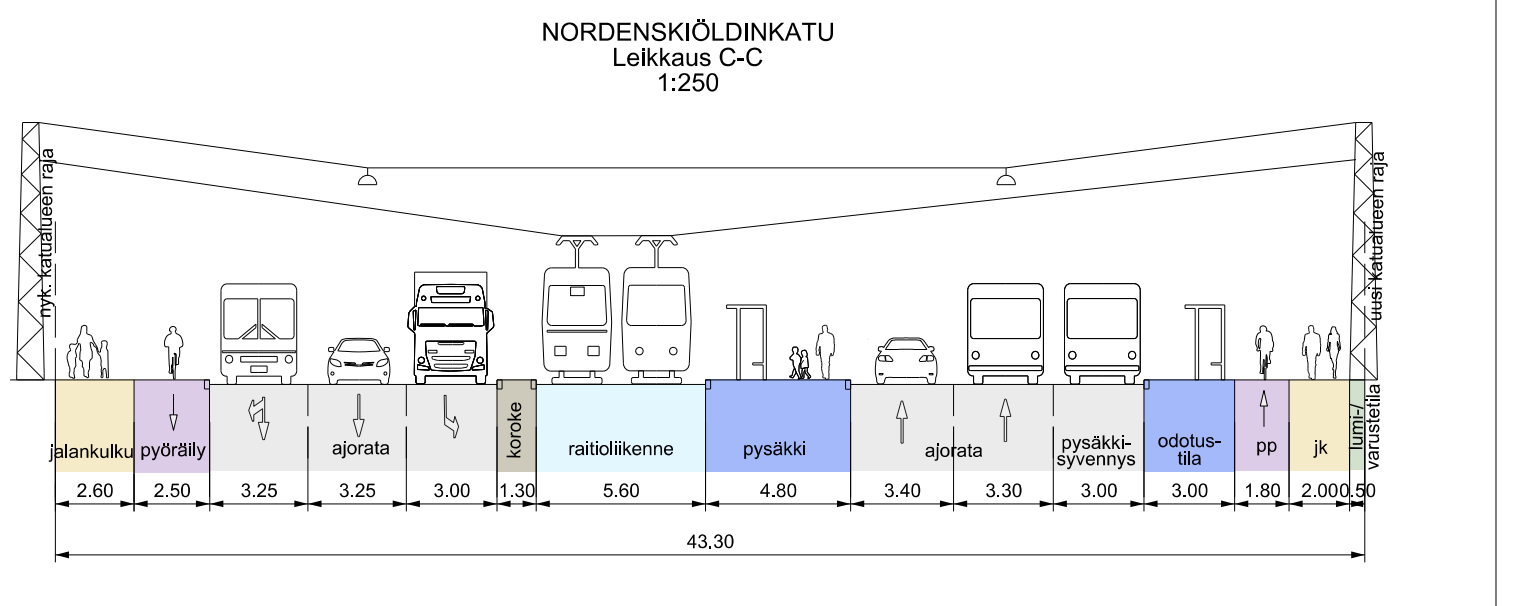 NORDENSKIÖLDINKATU
Leikkaus C-C
1:250
nyk. katualueen raja
uusi katualueen raja
jalankulku
pyöräily
ajorata
koroke
raitioliikenne
pysäkki
ajorata
pysäkki-
syvennys
odotus-
tila
pp
jk
lumi-/
varustetila
2.60 2.50 3.25 3.25 3.00 1.30 5.60 4.80 3.40 3.30 3.00 3.00 1.80 2.00 0.50
43.30